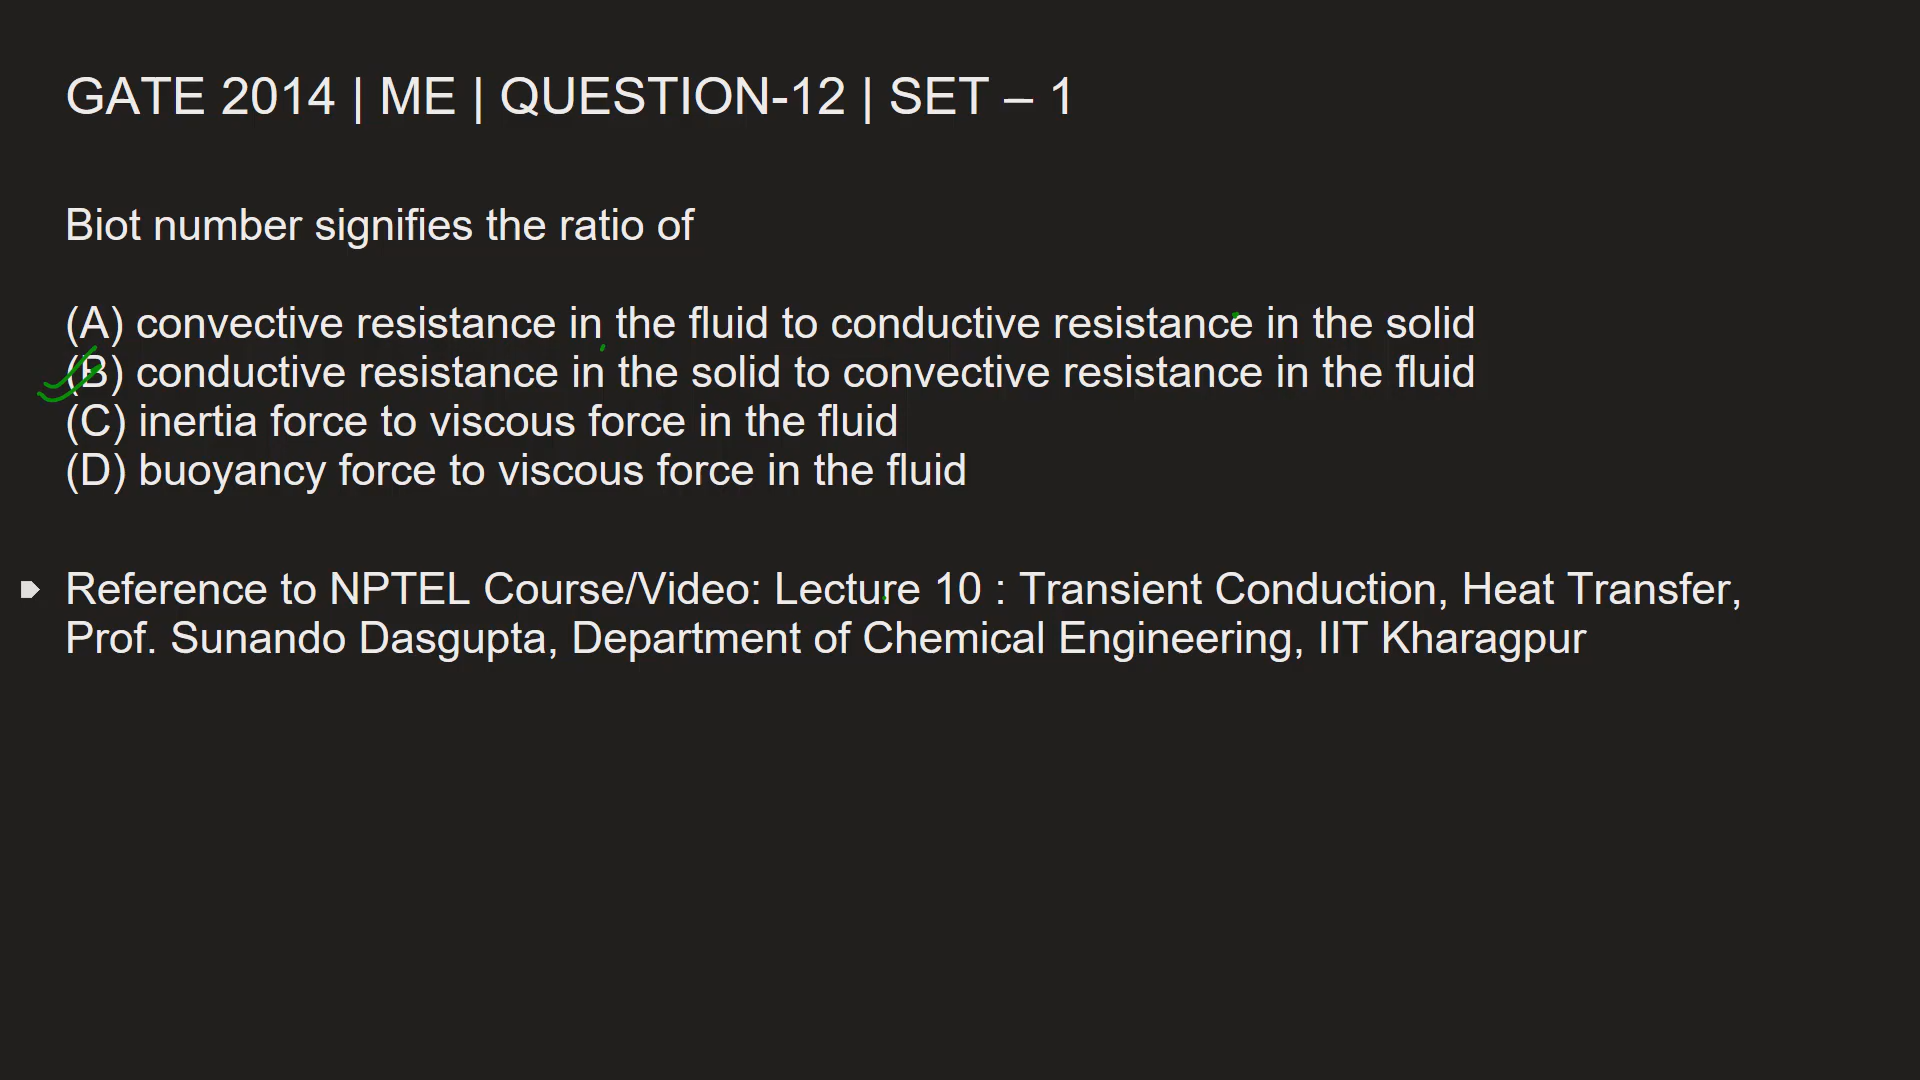 GATE 2014 | ME | QUESTION-12 | SET – 1
Biot number signifies the ratio of
(A) convective resistance in the fluid to conductive resistance in the solid
(B) conductive resistance in the solid to convective resistance in the fluid
(C) inertia force to viscous force in the fluid
(D) buoyancy force to viscous force in the fluid
Reference to NPTEL Course/Video: Lecture 10 : Transient Conduction, Heat Transfer,
Prof. Sunando Dasgupta, Department of Chemical Engineering, IIT Kharagpur